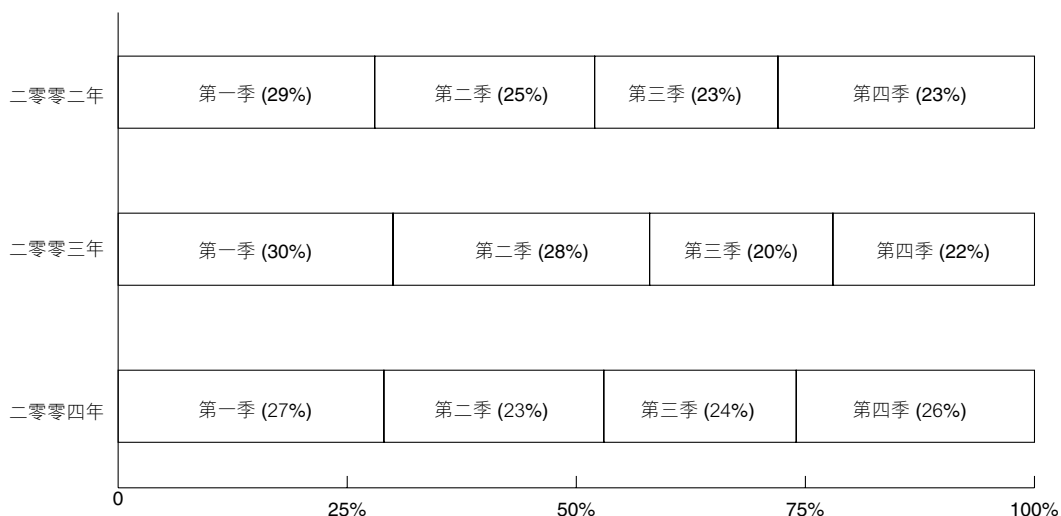 二零零二年 第一季 (29%) 第二季 (25%) 第三季 (23%) 第四季 (23%)
二零零三年 第一季 (30%) 第二季 (28%) 第三季 (20%) 第四季 (22%)
二零零四年 第一季 (27%) 第二季 (23%) 第三季 (24%) 第四季 (26%)
0 25% 50% 75% 100%